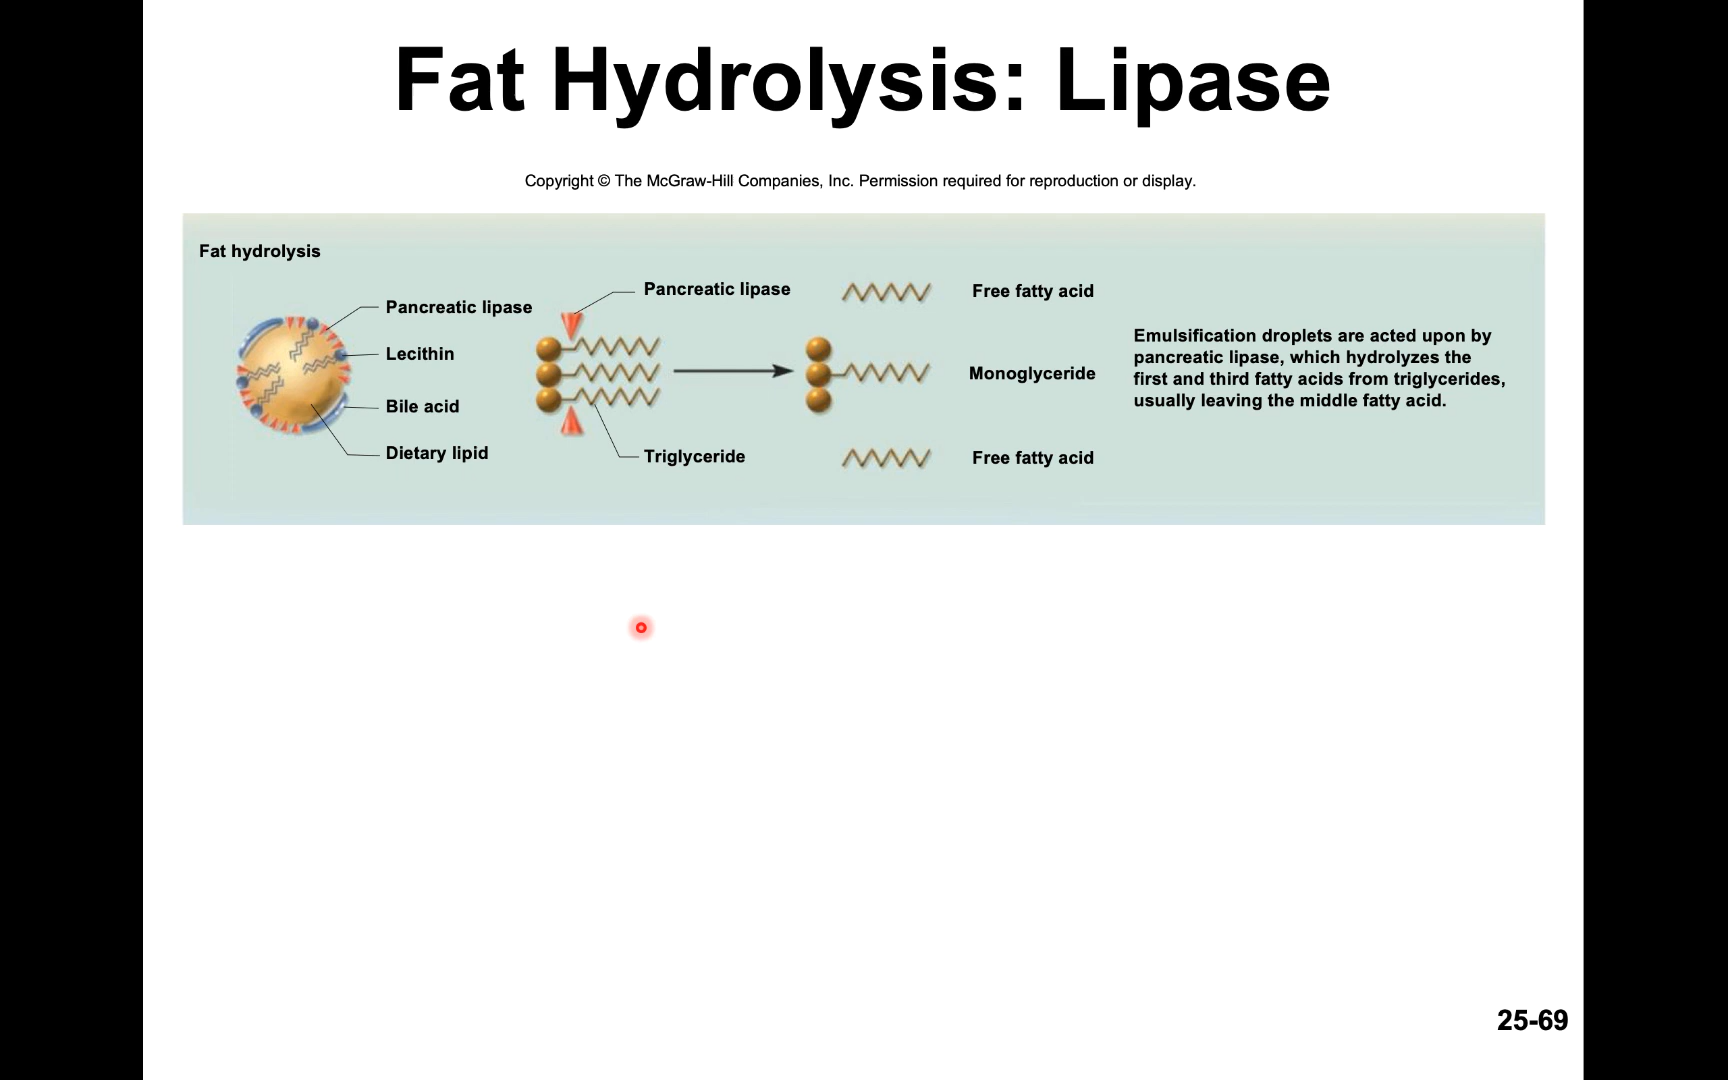 Fat Hydrolysis: Lipase
Copyright © The McGraw-Hill Companies, Inc. Permission required for reproduction or display.
Fat hydrolysis
Pancreatic lipase
Lecithin
Bile acid
Dietary lipid
Pancreatic lipase
Triglyceride
Free fatty acid
Monoglyceride
Free fatty acid
Emulsification droplets are acted upon by
pancreatic lipase, which hydrolyzes the
first and third fatty acids from triglycerides,
usually leaving the middle fatty acid.
25-69